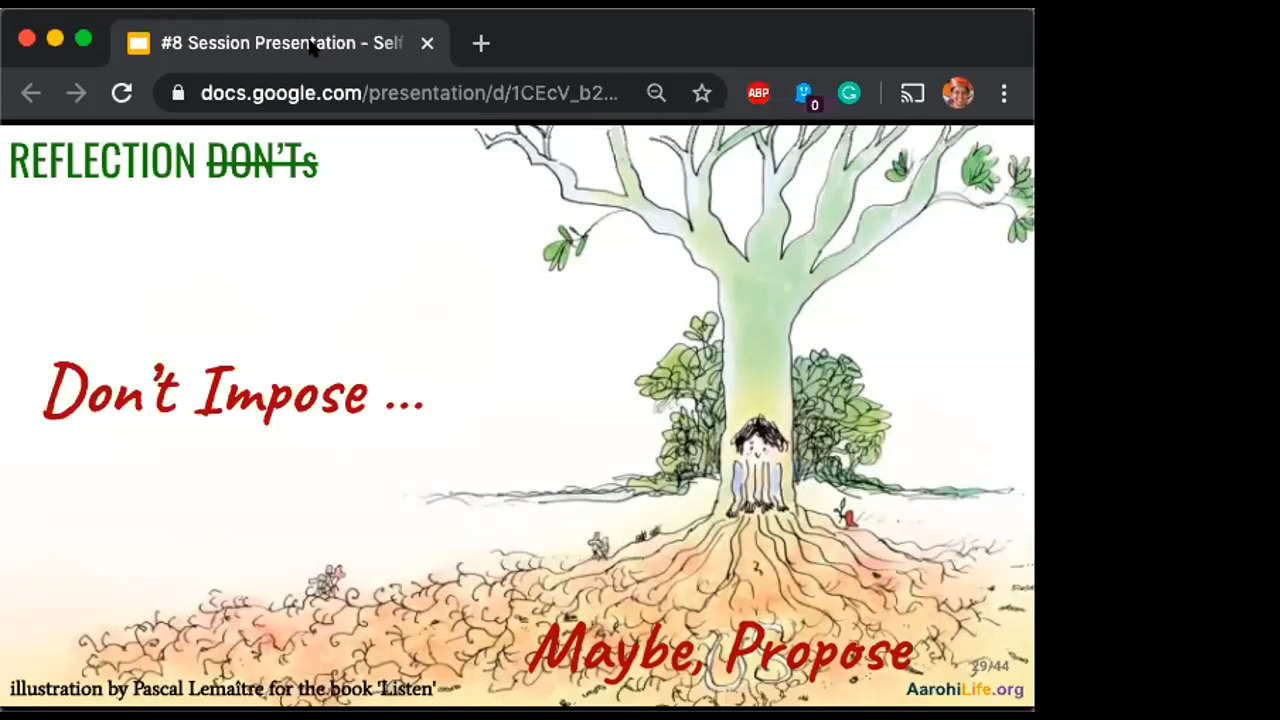 #8 Session Presentation - Self
docs.google.com/presentation/d/1CEcV_b2...
ABP
0
REFLECTION DON'Ts
Don't Impose ...
Maybe, Propose
29/44
illustration by Pascal Lemaître for the book 'Listen'
AarohiLife.org